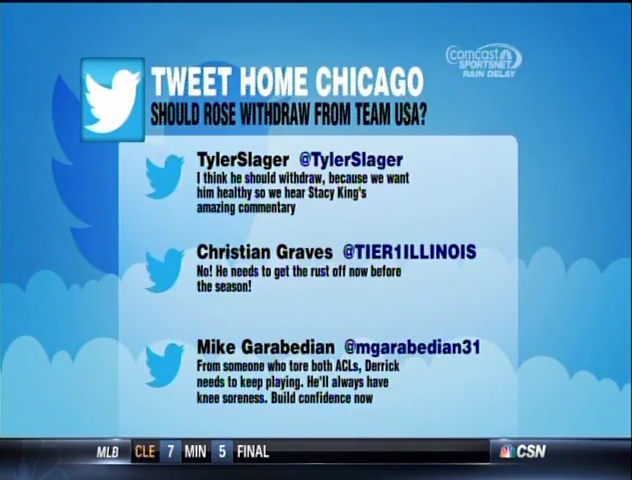 comcast
SPORTSNET
RAIN DELAY
TWEET HOME CHICAGO
SHOULD ROSE WITHDRAW FROM TEAM USA?
TylerSlager @TylerSlager
I think he should withdraw, because we want
him healthy so we hear Stacy King's
amazing commentary
Christian Graves @TIER1ILLINOIS
No! He needs to get the rust off now before
the season!
Mike Garabedian @mgarabedian31
From someone who tore both ACLs, Derrick
needs to keep playing. He'll always have
knee soreness. Build confidence now
MLB CLE 7 MIN 5 FINAL CSN